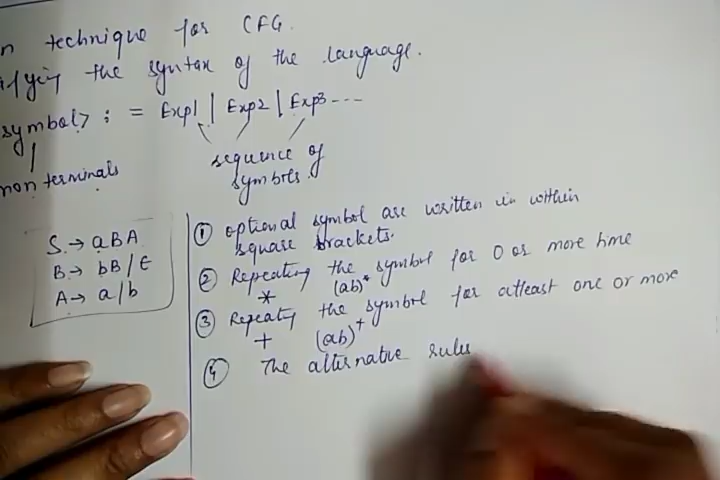 n technique for CFG.
ifying the syntax of the language.
symbol> : = Exp1 | Exp2 | Exp3 ---
sequence of
symbols.
non terminals
S → aBA
B → bB / ε
A → a/b
① optional symbol are written in within
square brackets.
② Repeating the symbol for 0 or more time
* (ab)*
③ Repeaty the symbol for atleast one or more
+ (ab)+
④ The alternative rules